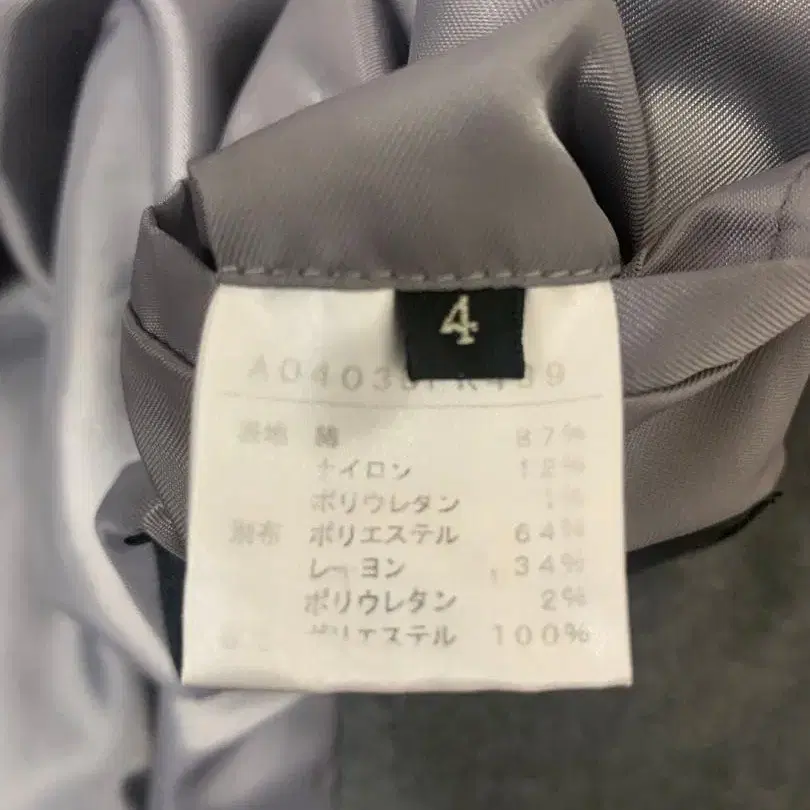 4
表地 綿 87%
ナイロン 12%
ポリウレタン 1%
別布 ポリエステル 64%
レーヨン 34%
ポリウレタン 2%
ポリエステル 100%